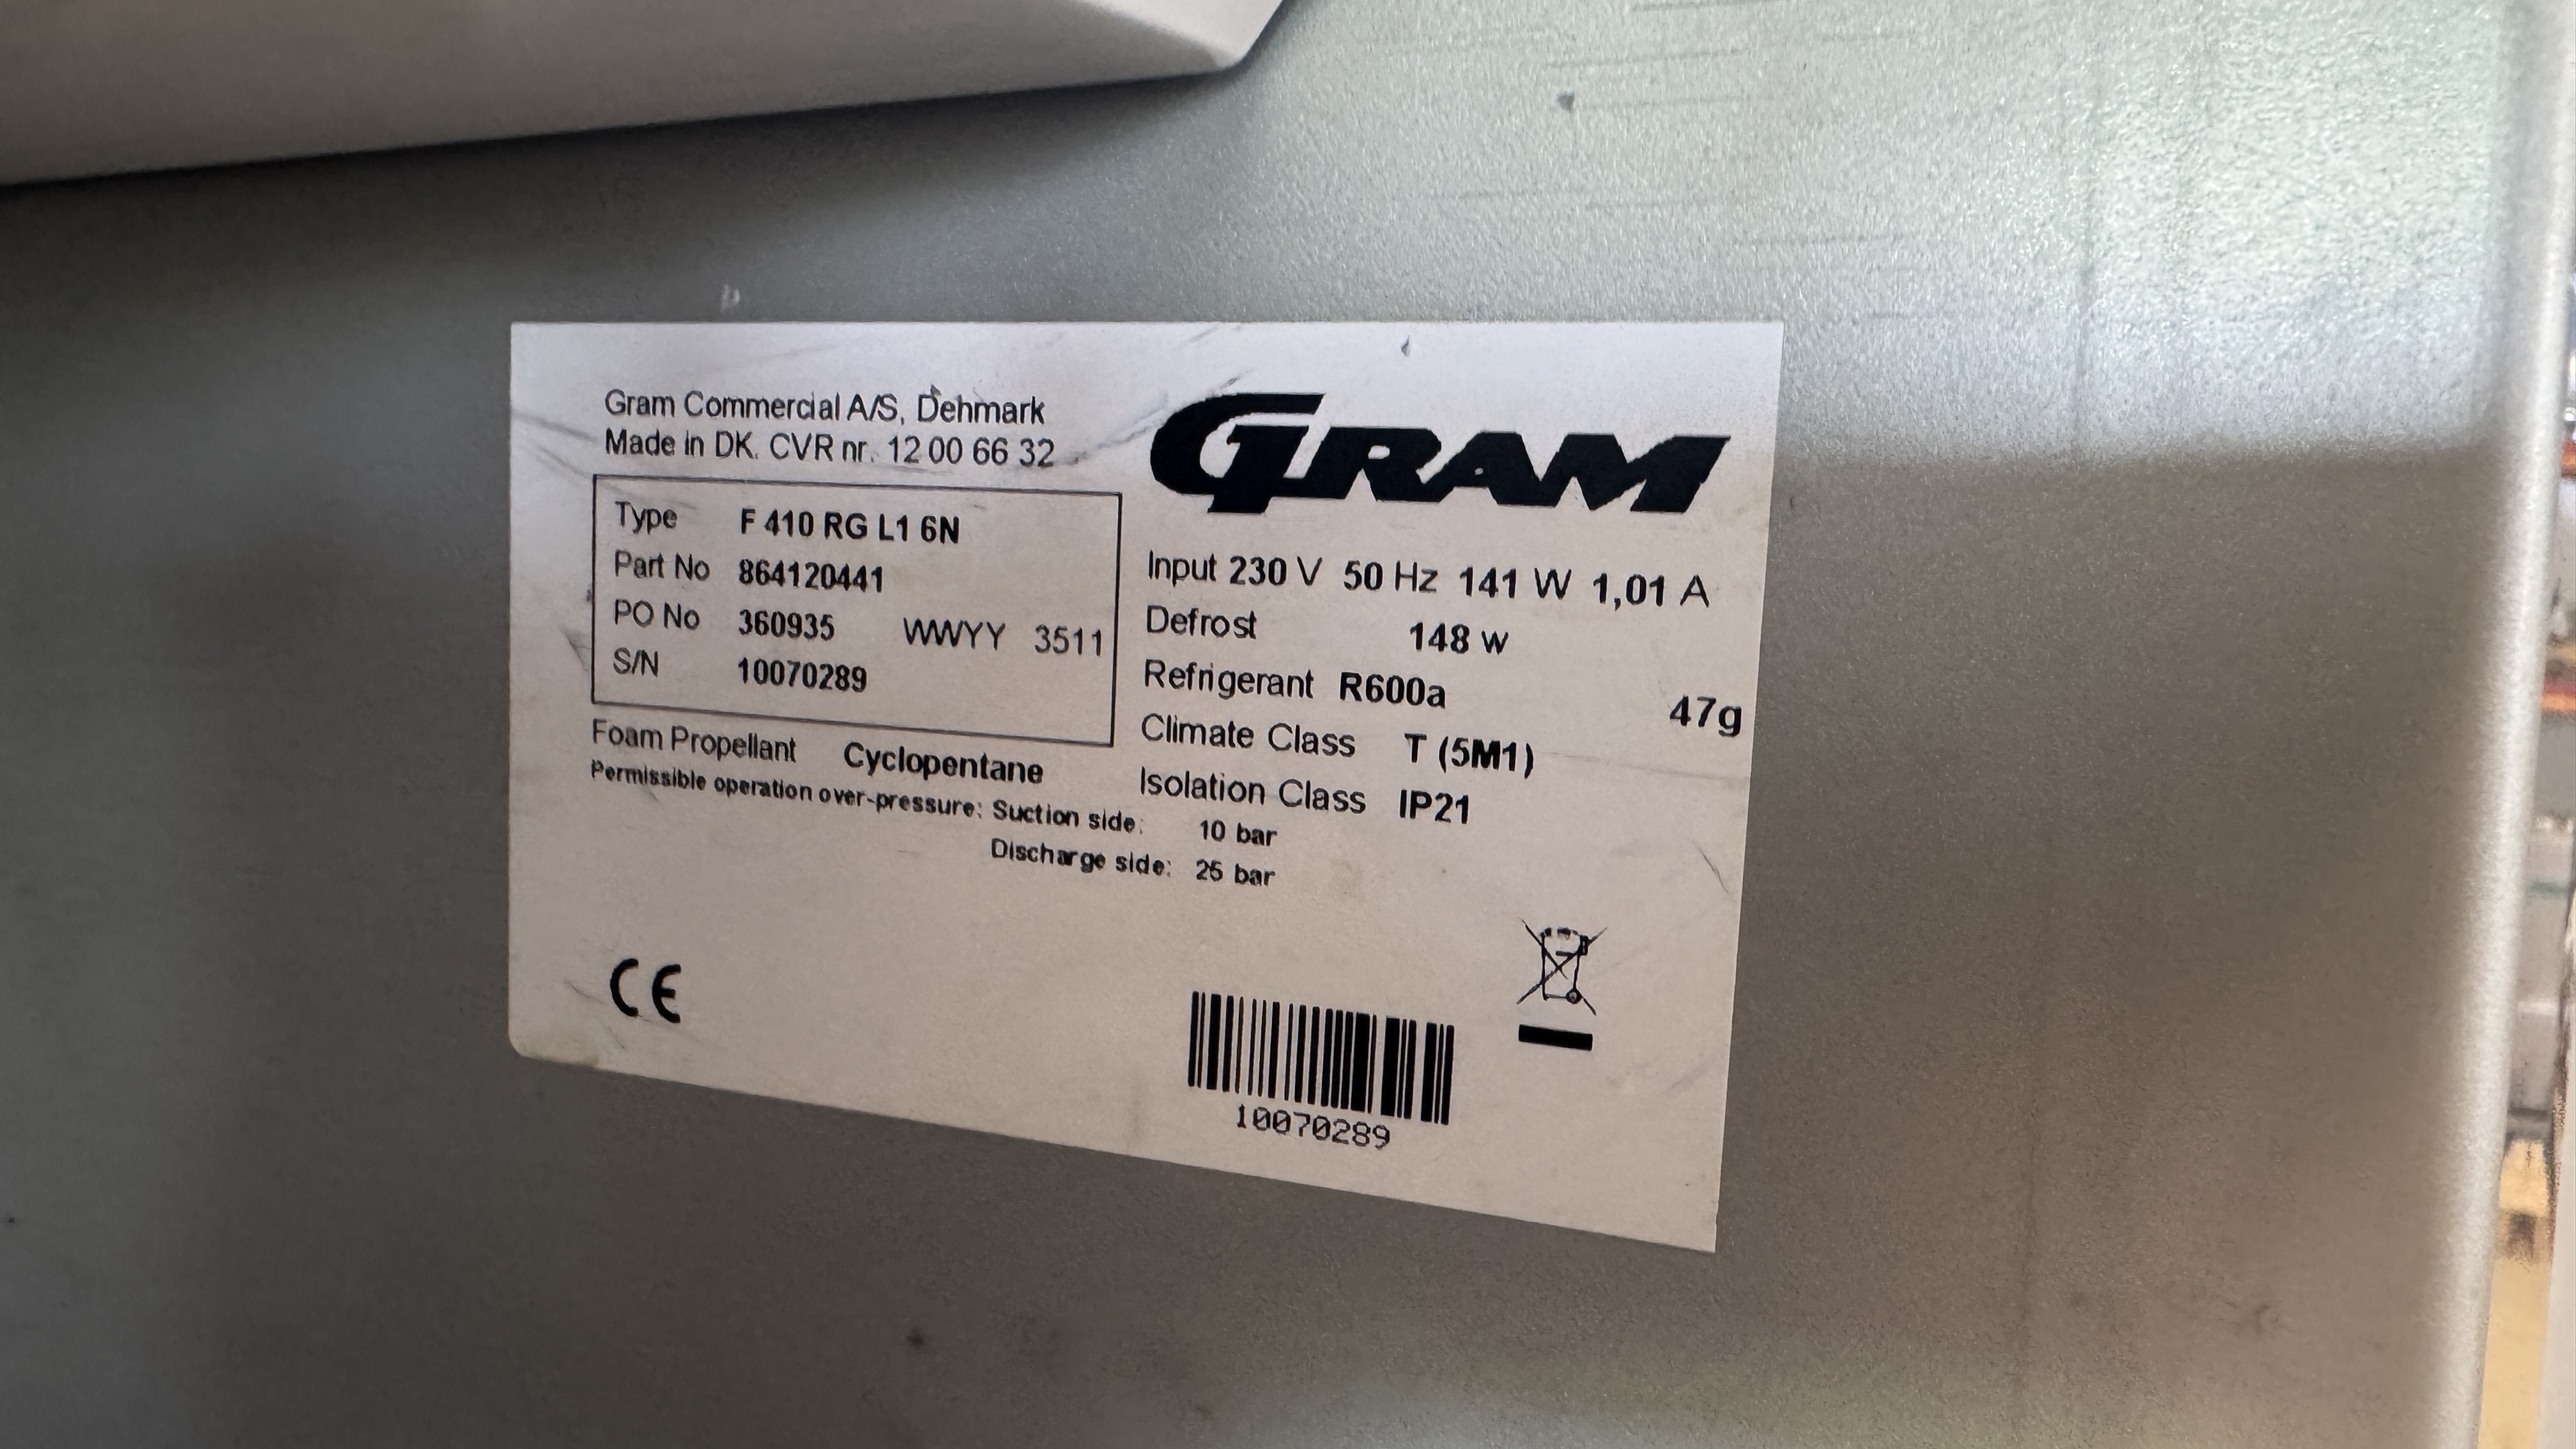 Gram Commercial A/S, Denmark
Made in DK. CVR nr. 12 00 66 32
GRAM
Type F 410 RG L1 6N
Part No 864120441
PO No 360935 WWYY 3511
S/N 10070289
Input 230 V 50 Hz 141 W 1,01 A
Defrost 148 W
Refrigerant R600a 47g
Climate Class T (5M1)
Isolation Class IP21
Foam Propellant Cyclopentane
Permissible operation over-pressure: Suction side: 10 bar
Discharge side: 25 bar
CE
10070289